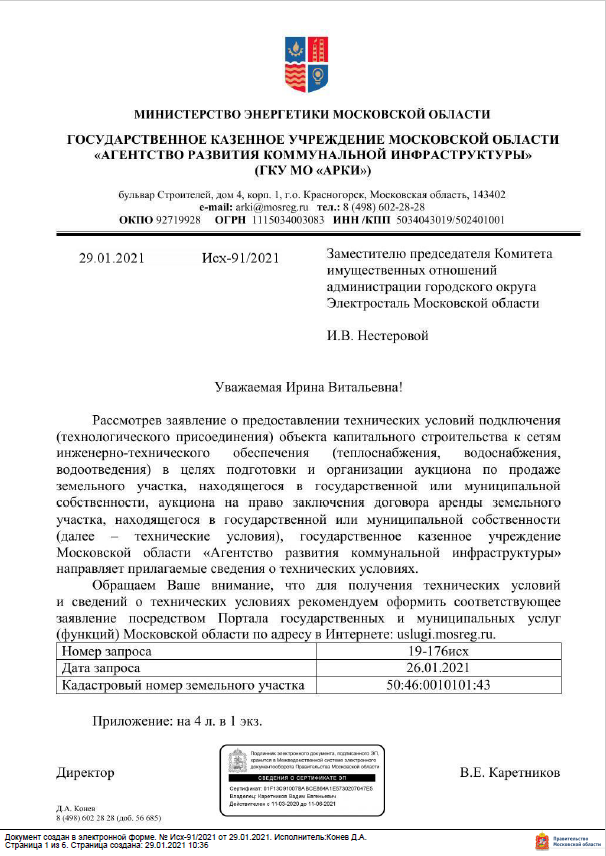 МИНИСТЕРСТВО ЭНЕРГЕТИКИ МОСКОВСКОЙ ОБЛАСТИ
ГОСУДАРСТВЕННОЕ КАЗЕННОЕ УЧРЕЖДЕНИЕ МОСКОВСКОЙ ОБЛАСТИ
«АГЕНТСТВО РАЗВИТИЯ КОММУНАЛЬНОЙ ИНФРАСТРУКТУРЫ»
(ГКУ МО «АРКИ»)
бульвар Строителей, дом 4, корп. 1, г.о. Красногорск, Московская область, 143402
e-mail: arki@mosreg.ru тел.: 8 (498) 602-28-28
ОКПО 92719928 ОГРН 1115034003083 ИНН /КПП 5034043019/502401001
29.01.2021 Исх-91/2021
Заместителю председателя Комитета
имущественных отношений
администрации городского округа
Электросталь Московской области
И.В. Нестеровой
Уважаемая Ирина Витальевна!
Рассмотрев заявление о предоставлении технических условий подключения
(технологического присоединения) объекта капитального строительства к сетям
инженерно-технического обеспечения (теплоснабжения, водоснабжения,
водоотведения) в целях подготовки и организации аукциона по продаже
земельного участка, находящегося в государственной или муниципальной
собственности, аукциона на право заключения договора аренды земельного
участка, находящегося в государственной или муниципальной собственности
(далее – технические условия), государственное казенное учреждение
Московской области «Агентство развития коммунальной инфраструктуры»
направляет прилагаемые сведения о технических условиях.
Обращаем Ваше внимание, что для получения технических условий
и сведений о технических условиях рекомендуем оформить соответствующее
заявление посредством Портала государственных и муниципальных услуг
(функций) Московской области по адресу в Интернете: uslugi.mosreg.ru.
Номер запроса 19-176исх
Дата запроса 26.01.2021
Кадастровый номер земельного участка 50:46:0010101:43
Приложение: на 4 л. в 1 экз.
Подлинник электронного документа, подписанного ЭП,
хранится в Межведомственной системе электронного
документооборота Правительства Московской области
СВЕДЕНИЯ О СЕРТИФИКАТЕ ЭП
Сертификат:
Владелец: Каретников Вадим Евгеньевич
Действителен с 11-03-2020 до 11-06-2021
Директор В.Е. Каретников
Д.А. Конев
8 (498) 602 28 28 (доб. 56 685)
Документ создан в электронной форме. № Исх-91/2021 от 29.01.2021. Исполнитель:Конев Д.А.
Страница 1 из 6. Страница создана: 29.01.2021 10:36
Правительство
Московской области